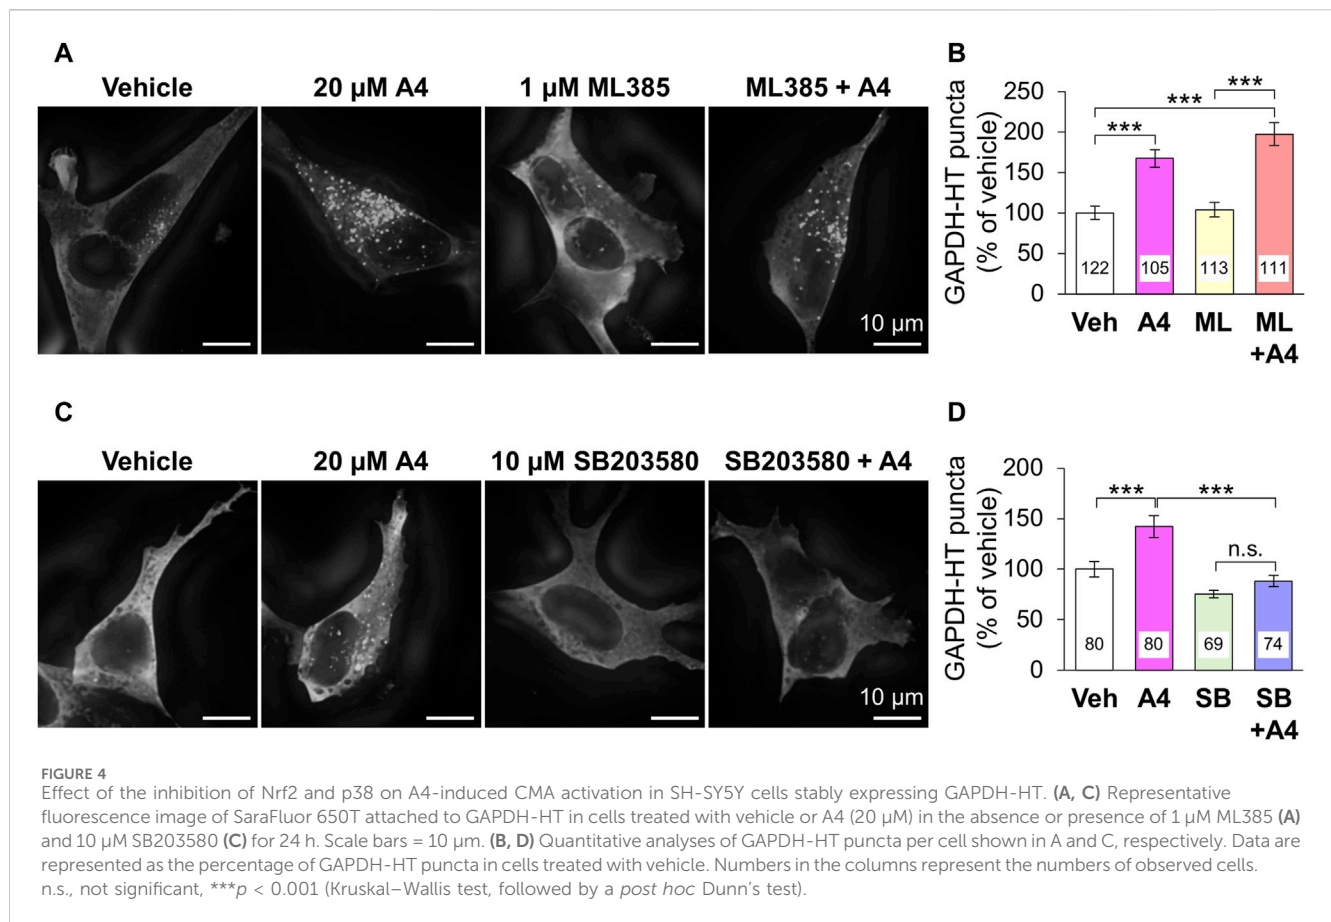 A
Vehicle
20 µM A4
1 µM ML385
ML385 + A4
10 µm
B
GAPDH-HT puncta
(% of vehicle)
250
200
150
100
50
0
***
***
***
122
105
113
111
Veh
A4
ML
ML
+A4
C
Vehicle
20 µM A4
10 µM SB203580
SB203580 + A4
10 µm
D
GAPDH-HT puncta
(% of vehicle)
200
150
100
50
0
***
***
n.s.
80
80
69
74
Veh
A4
SB
SB
+A4
FIGURE 4
Effect of the inhibition of Nrf2 and p38 on A4-induced CMA activation in SH-SY5Y cells stably expressing GAPDH-HT. (A, C) Representative
fluorescence image of SaraFluor 650T attached to GAPDH-HT in cells treated with vehicle or A4 (20 µM) in the absence or presence of 1 µM ML385 (A)
and 10 µM SB203580 (C) for 24 h. Scale bars = 10 µm. (B, D) Quantitative analyses of GAPDH-HT puncta per cell shown in A and C, respectively. Data are
represented as the percentage of GAPDH-HT puncta in cells treated with vehicle. Numbers in the columns represent the numbers of observed cells.
n.s., not significant, ***p < 0.001 (Kruskal–Wallis test, followed by a post hoc Dunn's test).